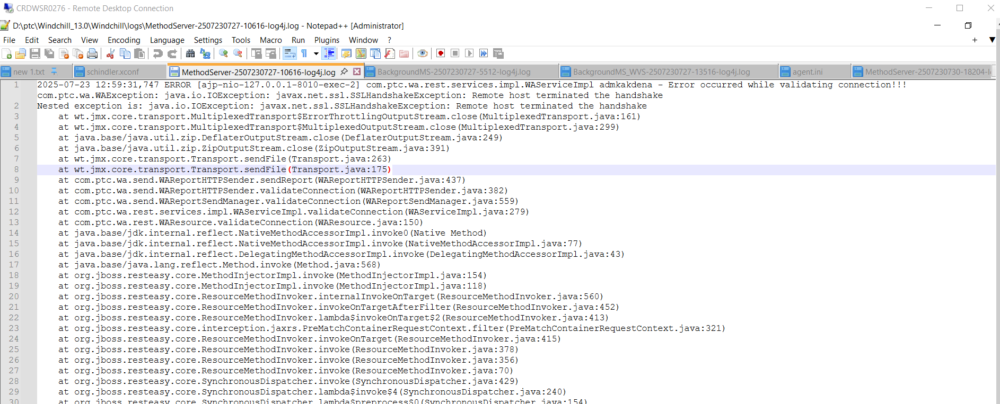 CRDWSR0276 - Remote Desktop Connection
D:\ptc\Windchill_13.0\Windchill\logs\MethodServer-2507230727-10616-log4j.log - Notepad++ [Administrator]
File Edit Search View Encoding Language Settings Tools Macro Run Plugins Window ?
new 1.txt schindler.xconf MethodServer-2507230727-10616-log4j.log BackgroundMS-2507230727-5512-log4j.log BackgroundMS_WVS-2507230727-13516-log4j.log agent.ini MethodServer-2507230730-18204-l
1 2025-07-23 12:59:31,747 ERROR [ajp-nio-127.0.0.1-8010-exec-2] com.ptc.wa.rest.services.impl.WAServiceImpl admkakdena - Error occurred while validating connection!!!
com.ptc.wa.WAException: java.io.IOException: javax.net.ssl.SSLHandshakeException: Remote host terminated the handshake
2 Nested exception is: java.io.IOException: javax.net.ssl.SSLHandshakeException: Remote host terminated the handshake
3 at wt.jmx.core.transport.MultiplexedTransport$ErrorThrottlingOutputStream.close(MultiplexedTransport.java:161)
4 at wt.jmx.core.transport.MultiplexedTransport$MultiplexedOutputStream.close(MultiplexedTransport.java:299)
5 at java.base/java.util.zip.DeflaterOutputStream.close(DeflaterOutputStream.java:249)
6 at java.base/java.util.zip.ZipOutputStream.close(ZipOutputStream.java:391)
7 at wt.jmx.core.transport.Transport.sendFile(Transport.java:263)
8 at wt.jmx.core.transport.Transport.sendFile(Transport.java:175)
9 at com.ptc.wa.send.WAReportHTTPSender.sendReport(WAReportHTTPSender.java:437)
10 at com.ptc.wa.send.WAReportHTTPSender.validateConnection(WAReportHTTPSender.java:382)
11 at com.ptc.wa.send.WAReportSendManager.validateConnection(WAReportSendManager.java:559)
12 at com.ptc.wa.rest.services.impl.WAServiceImpl.validateConnection(WAServiceImpl.java:279)
13 at com.ptc.wa.rest.WAResource.validateConnection(WAResource.java:150)
14 at java.base/jdk.internal.reflect.NativeMethodAccessorImpl.invoke0(Native Method)
15 at java.base/jdk.internal.reflect.NativeMethodAccessorImpl.invoke(NativeMethodAccessorImpl.java:77)
16 at java.base/jdk.internal.reflect.DelegatingMethodAccessorImpl.invoke(DelegatingMethodAccessorImpl.java:43)
17 at java.base/java.lang.reflect.Method.invoke(Method.java:568)
18 at org.jboss.resteasy.core.MethodInjectorImpl.invoke(MethodInjectorImpl.java:154)
19 at org.jboss.resteasy.core.MethodInjectorImpl.invoke(MethodInjectorImpl.java:118)
20 at org.jboss.resteasy.core.ResourceMethodInvoker.internalInvokeOnTarget(ResourceMethodInvoker.java:560)
21 at org.jboss.resteasy.core.ResourceMethodInvoker.invokeOnTargetAfterFilter(ResourceMethodInvoker.java:452)
22 at org.jboss.resteasy.core.ResourceMethodInvoker.lambda$invokeOnTarget$2(ResourceMethodInvoker.java:413)
23 at org.jboss.resteasy.core.interception.jaxrs.PreMatchContainerRequestContext.filter(PreMatchContainerRequestContext.java:321)
24 at org.jboss.resteasy.core.ResourceMethodInvoker.invokeOnTarget(ResourceMethodInvoker.java:415)
25 at org.jboss.resteasy.core.ResourceMethodInvoker.invoke(ResourceMethodInvoker.java:378)
26 at org.jboss.resteasy.core.ResourceMethodInvoker.invoke(ResourceMethodInvoker.java:356)
27 at org.jboss.resteasy.core.ResourceMethodInvoker.invoke(ResourceMethodInvoker.java:70)
28 at org.jboss.resteasy.core.SynchronousDispatcher.invoke(SynchronousDispatcher.java:429)
29 at org.jboss.resteasy.core.SynchronousDispatcher.lambda$invoke$4(SynchronousDispatcher.java:240)
30 at org.jboss.resteasy.core.SynchronousDispatcher.lambda$preprocess$0(SynchronousDispatcher.java:154)